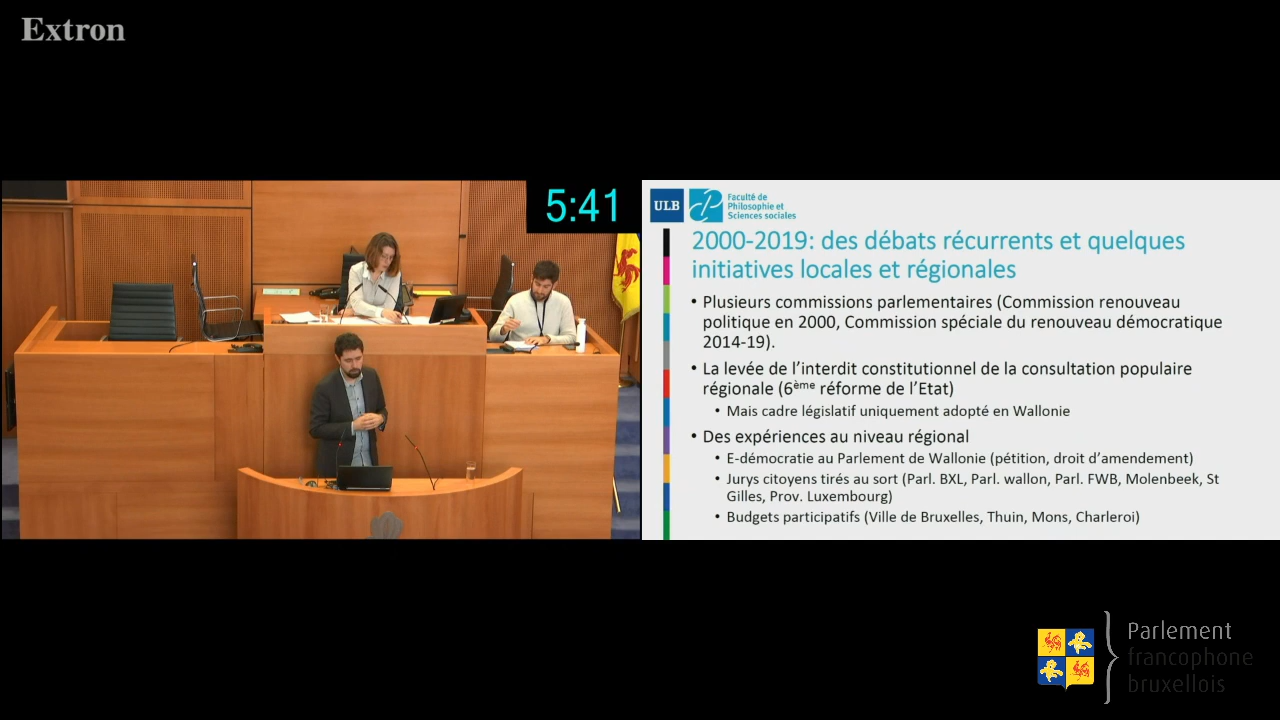 Extron
5:41
ULB
Faculté de
Philosophie et
Sciences sociales
2000-2019: des débats récurrents et quelques
initiatives locales et régionales
• Plusieurs commissions parlementaires (Commission renouveau
politique en 2000, Commission spéciale du renouveau démocratique
2014-19).
• La levée de l’interdit constitutionnel de la consultation populaire
régionale (6ème réforme de l’Etat)
• Mais cadre législatif uniquement adopté en Wallonie
• Des expériences au niveau régional
• E-démocratie au Parlement de Wallonie (pétition, droit d’amendement)
• Jurys citoyens tirés au sort (Parl. BXL, Parl. wallon, Parl. FWB, Molenbeek, St
Gilles, Prov. Luxembourg)
• Budgets participatifs (Ville de Bruxelles, Thuin, Mons, Charleroi)
Parlement
francophone
bruxellois